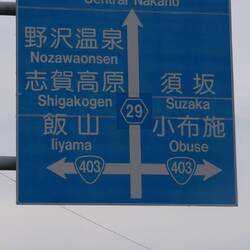 Central Nakano
野沢温泉
Nozawaonsen
志賀高原
Shigakogen
須坂
Suzaka
29
飯山
Iiyama
小布施
Obuse
403
403